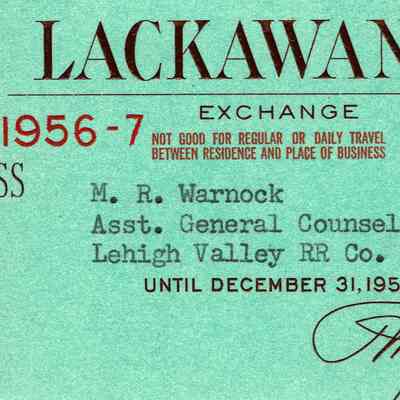 LACKAWAN
EXCHANGE
1956-7
NOT GOOD FOR REGULAR OR DAILY TRAVEL
BETWEEN RESIDENCE AND PLACE OF BUSINESS
SS
M. R. Warnock
Asst. General Counsel
Lehigh Valley RR Co.
UNTIL DECEMBER 31, 195